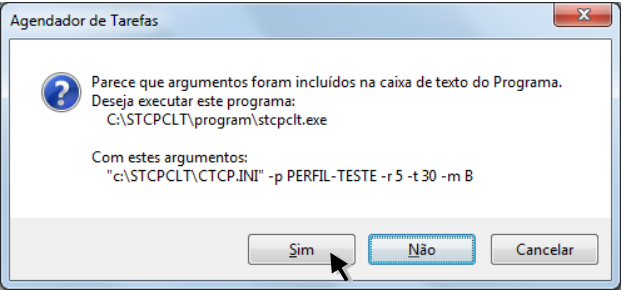 Agendador de Tarefas
Parece que argumentos foram incluídos na caixa de texto do Programa.
Deseja executar este programa:
C:\STCPCLT\program\stcpclt.exe
Com estes argumentos:
"c:\STCPCLT\CTCP.INI" -p PERFIL-TESTE -r 5 -t 30 -m B
Sim Não Cancelar